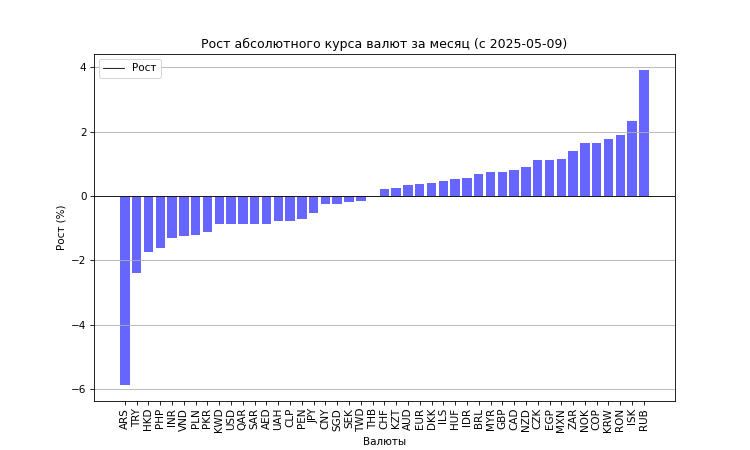 Рост абсолютного курса валют за месяц (с 2025-05-09)
Рост
4
2
0
−2
−4
−6
Рост (%)
ARS TRY HKD PHP INR VND PLN PKR KWD USD QAR SAR AED UAH CLP PEN JPY CNY SGD SEK TWD THB CHF KZT AUD EUR DKK ILS HUF IDR BRL MYR GBP CAD NZD CZK EGP MXN ZAR NOK COP KRW RON ISK RUB
Валюты